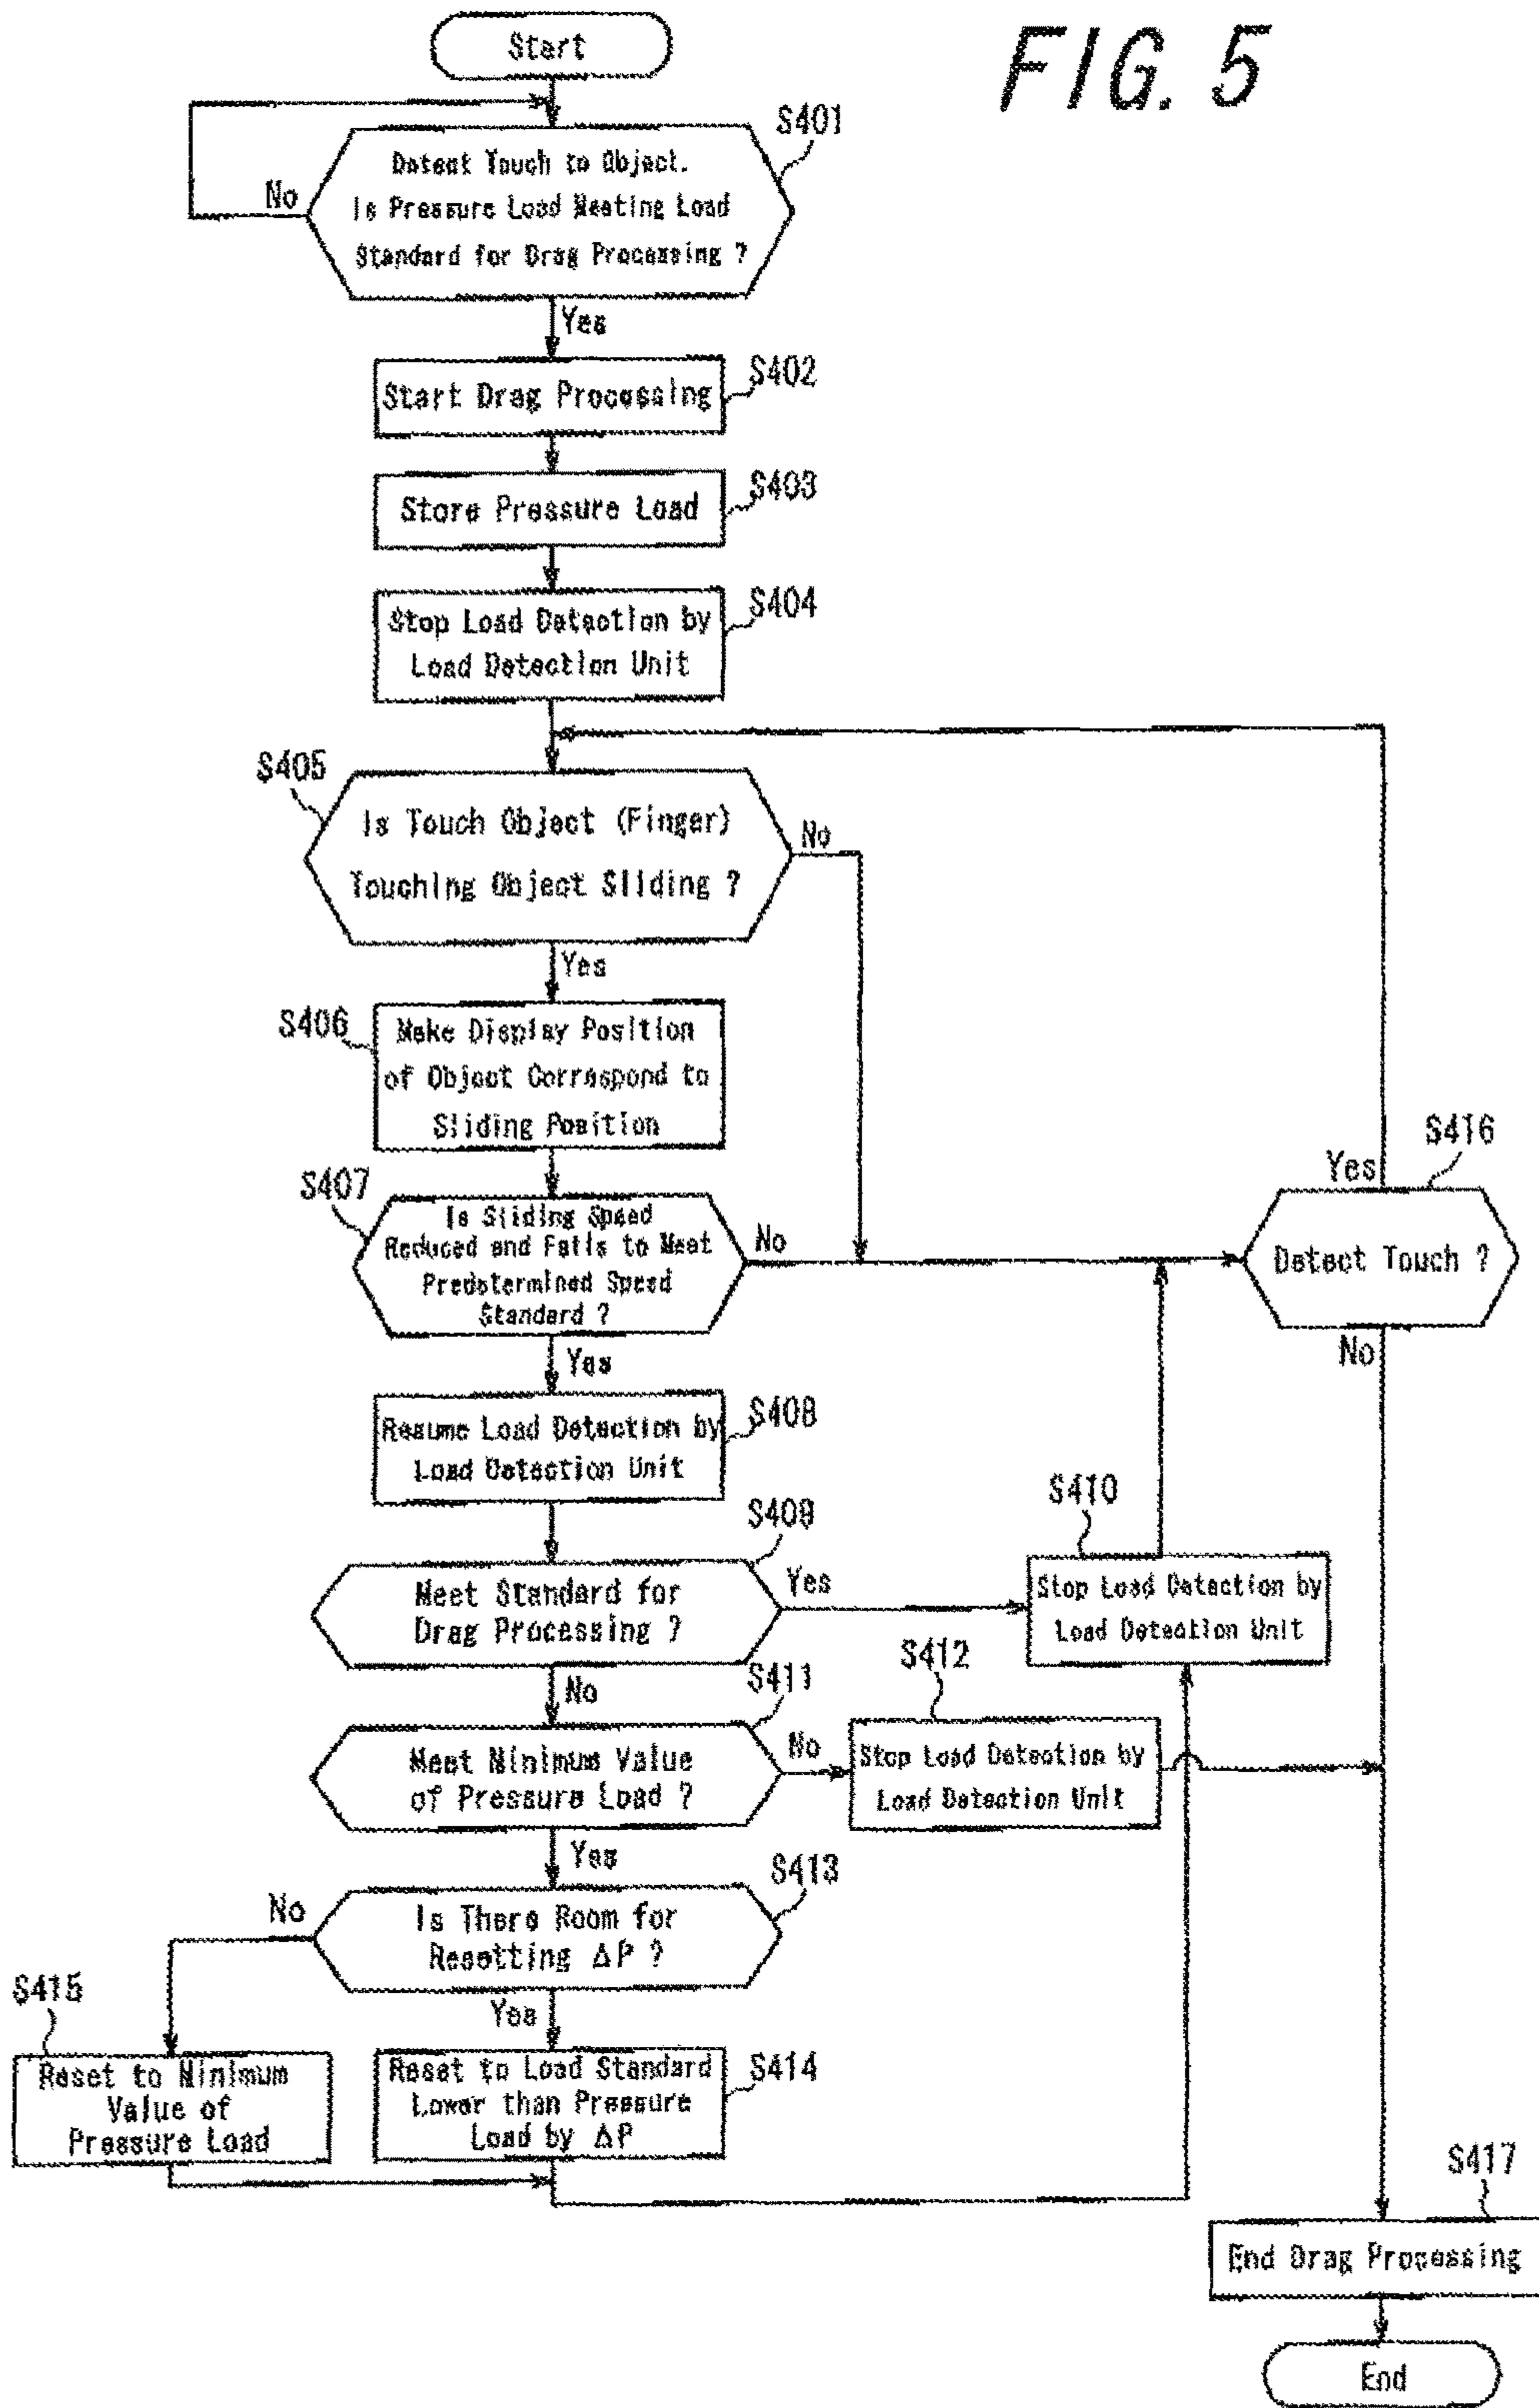 FIG. 5
Start
S401
Detect Touch to Object.
Is Pressure Load Meeting Load
Standard for Drag Processing ?
No
Yes
S402
Start Drag Processing
S403
Store Pressure Load
S404
Stop Load Detection by
Load Detection Unit
S405
Is Touch Object (Finger)
Touching Object Sliding ?
No
Yes
S406
Make Display Position
of Object Correspond to
Sliding Position
S407
Is Sliding Speed
Reduced and Fails to Meet
Predetermined Speed
Standard ?
No
Yes
S416
Yes
Detect Touch ?
No
S408
Resume Load Detection by
Load Detection Unit
S409
Meet Standard for
Drag Processing ?
Yes
No
S410
Stop Load Detection by
Load Detection Unit
S411
Meet Minimum Value
of Pressure Load ?
No
Yes
S412
Stop Load Detection by
Load Detection Unit
S413
Is There Room for
Resetting ΔP ?
No
Yes
S415
Reset to Minimum
Value of
Pressure Load
S414
Reset to Load Standard
Lower than Pressure
Load by ΔP
S417
End Drag Processing
End